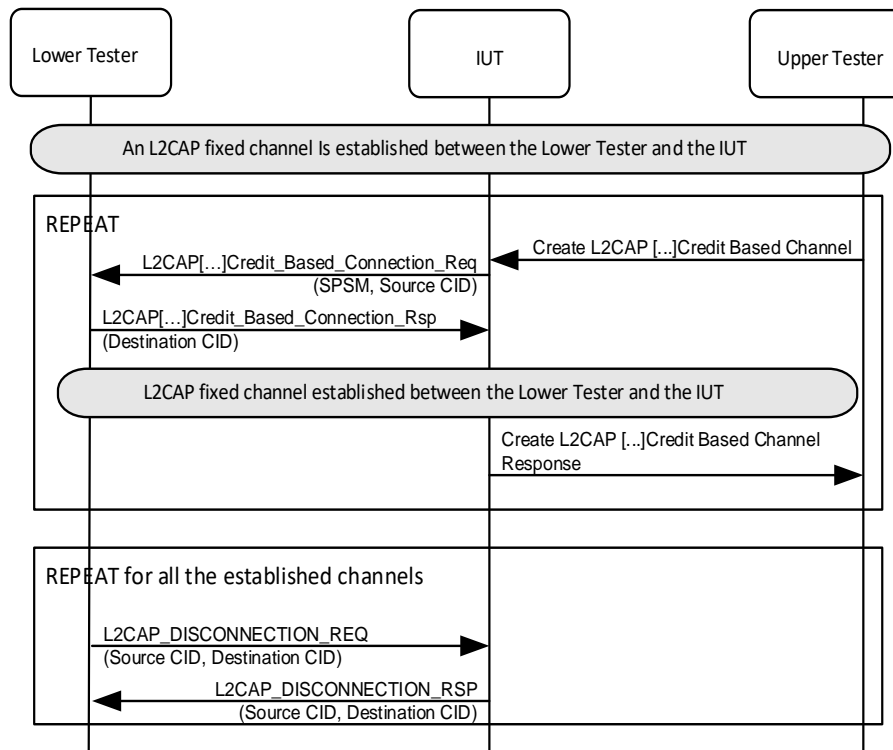 Lower Tester
IUT
Upper Tester
An L2CAP fixed channel Is established between the Lower Tester and the IUT
REPEAT
Create L2CAP [...]Credit Based Channel
L2CAP[...]Credit_Based_Connection_Req
(SPSM, Source CID)
L2CAP[...]Credit_Based_Connection_Rsp
(Destination CID)
L2CAP fixed channel established between the Lower Tester and the IUT
Create L2CAP [...]Credit Based Channel
Response
REPEAT for all the established channels
L2CAP_DISCONNECTION_REQ
(Source CID, Destination CID)
L2CAP_DISCONNECTION_RSP
(Source CID, Destination CID)